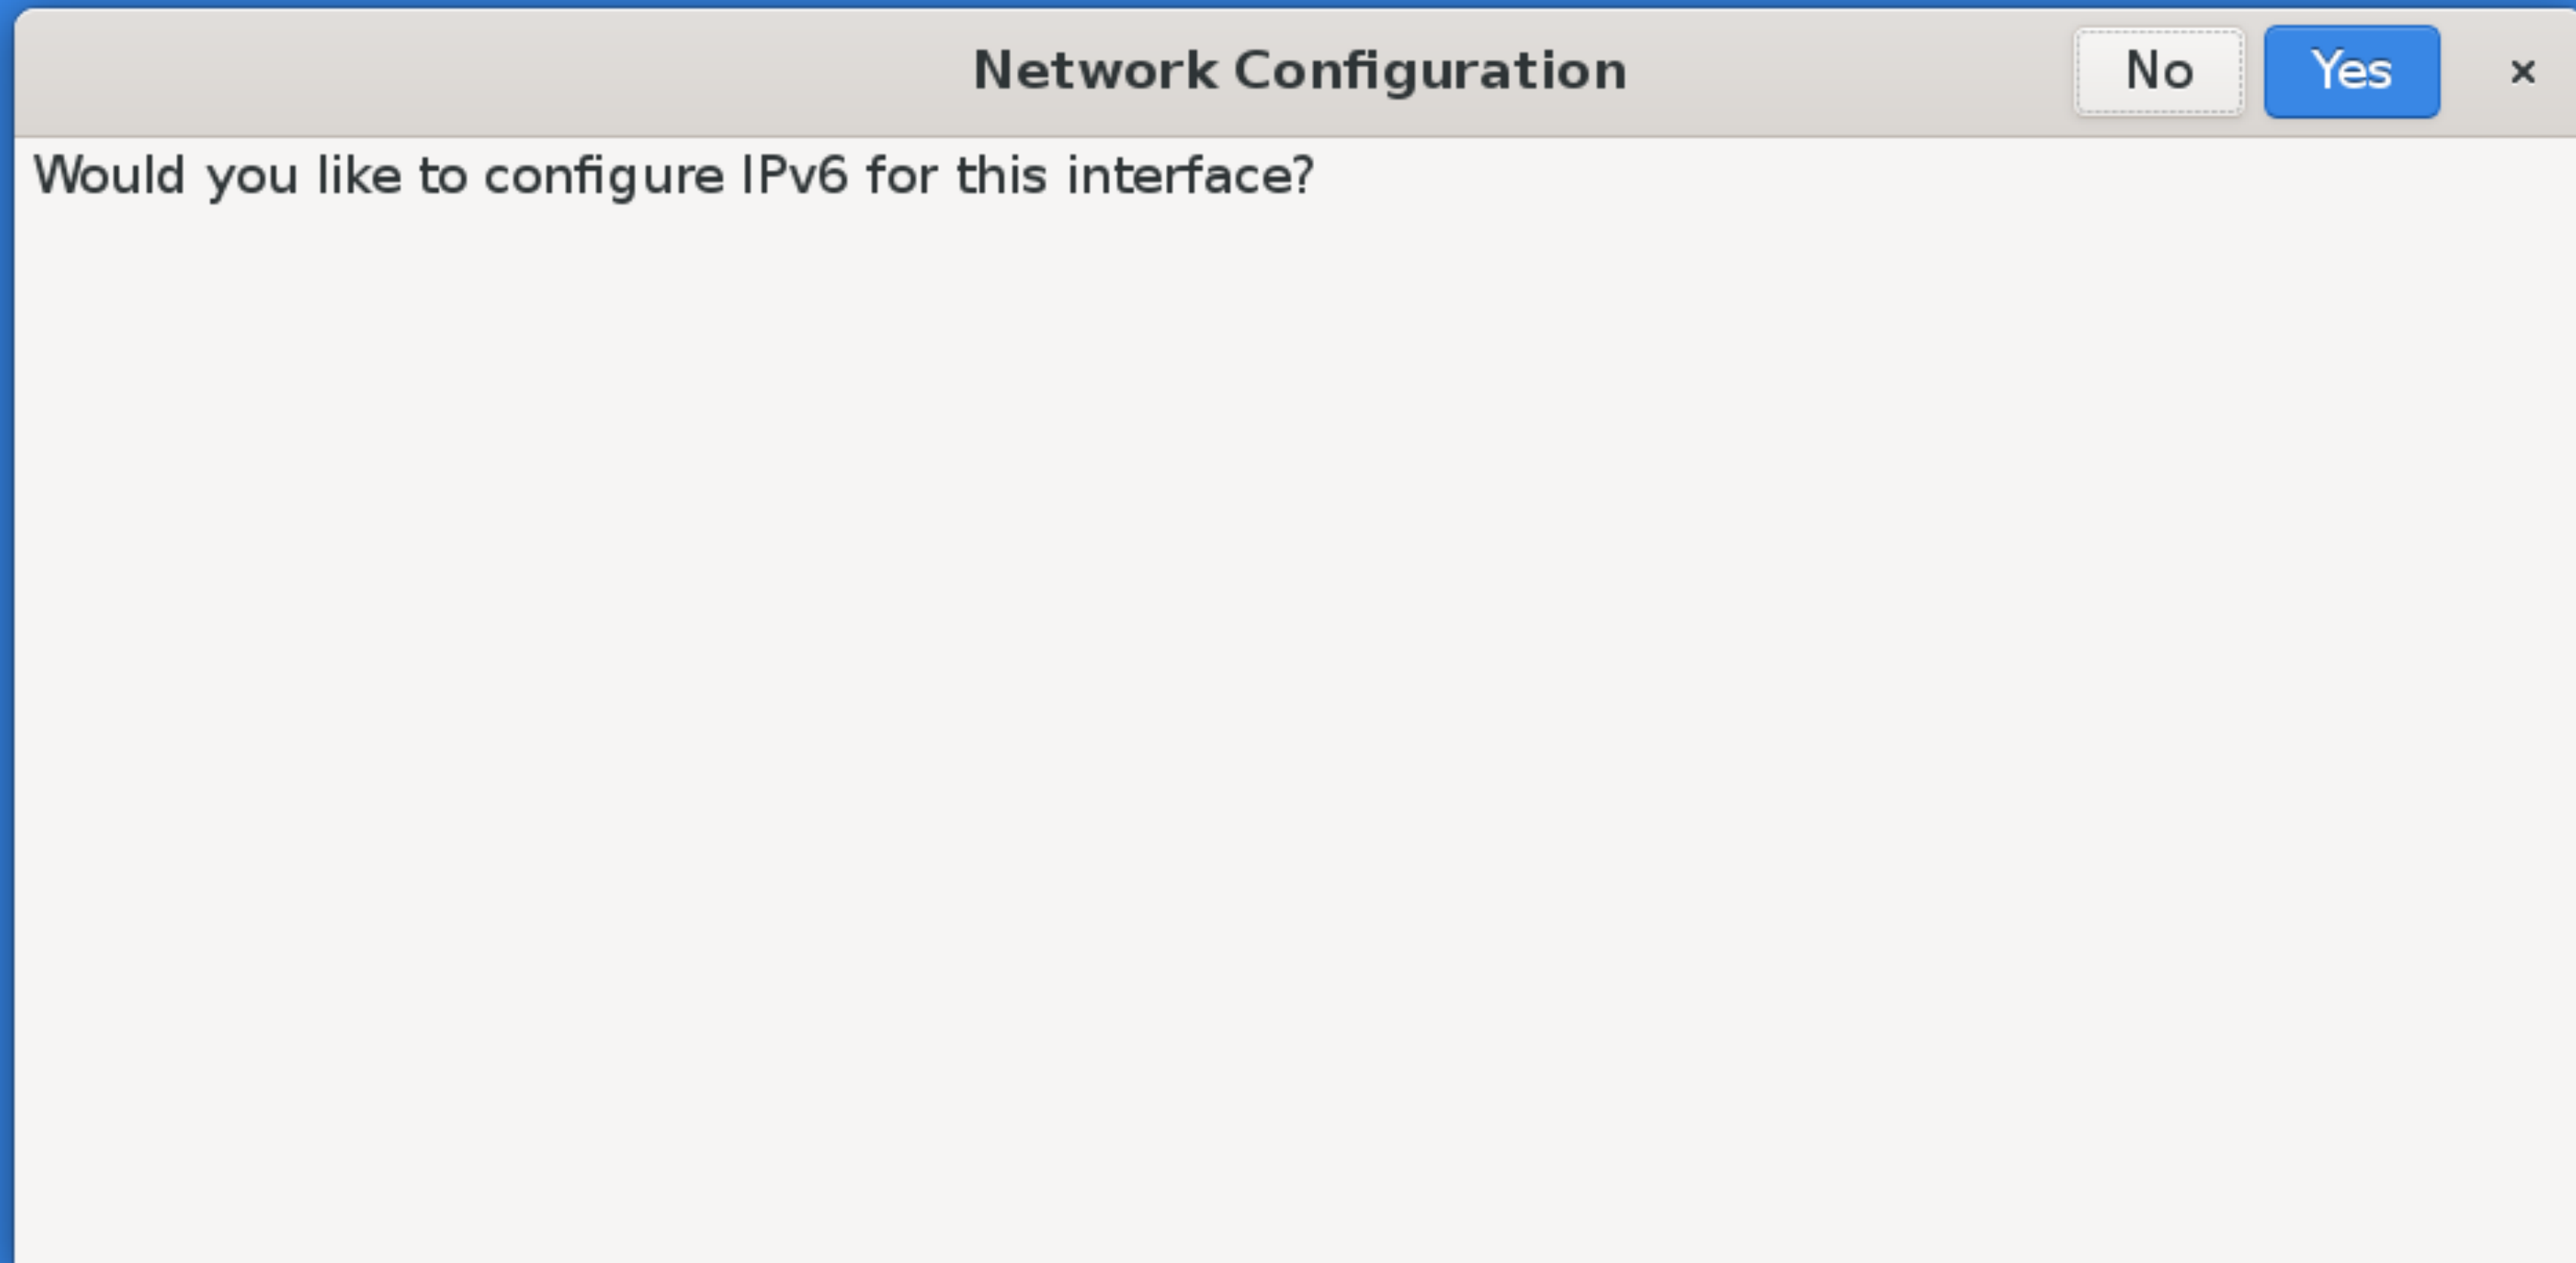 Network Configuration
No
Yes
×
Would you like to configure IPv6 for this interface?